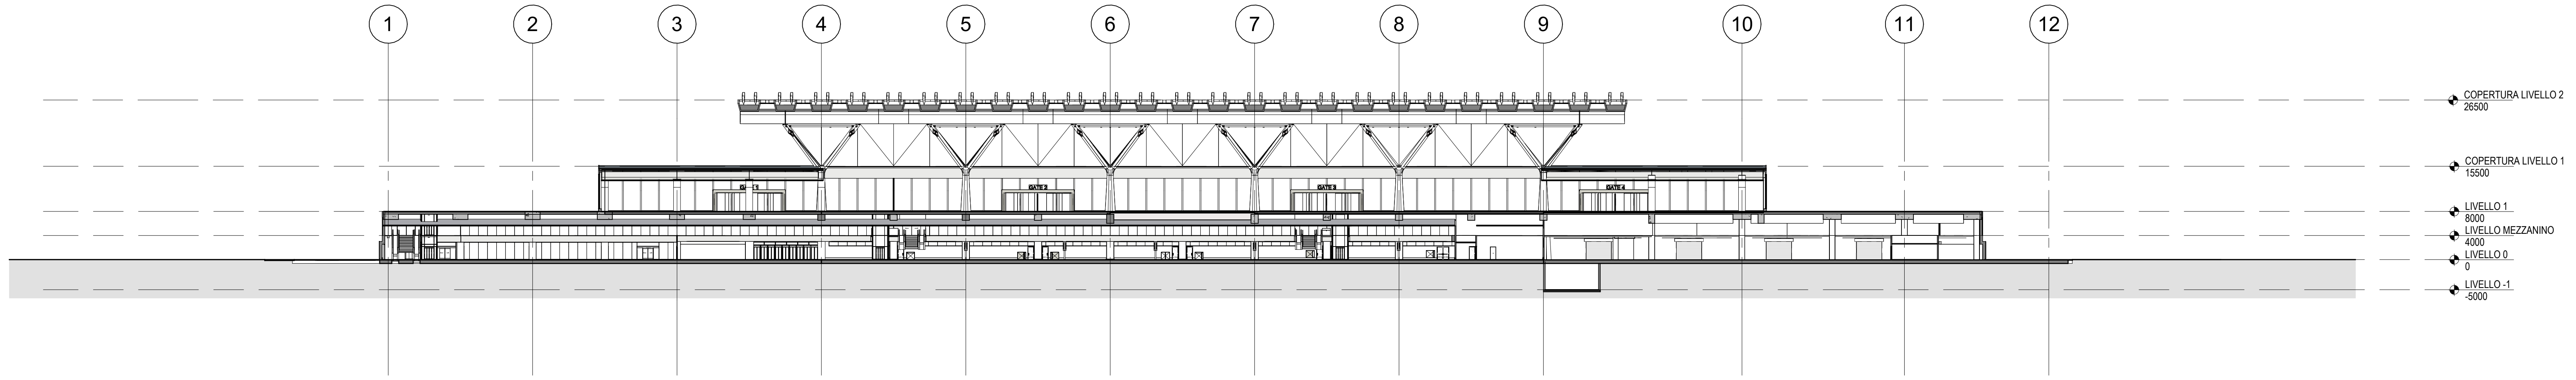 1 2 3 4 5 6 7 8 9 10 11 12
COPERTURA LIVELLO 2
26500
COPERTURA LIVELLO 1
15500
GATE 1 GATE 2 GATE 3 GATE 4
LIVELLO 1
8000
LIVELLO MEZZANINO
4000
LIVELLO 0
0
LIVELLO -1
-5000